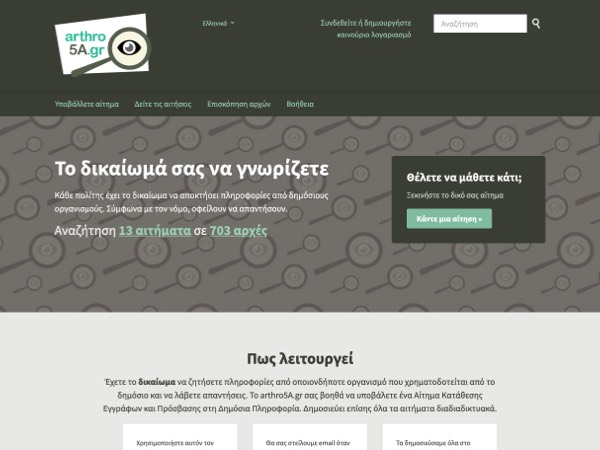 arthro
5A.gr
Ελληνικά
Συνδεθείτε ή δημιουργήστε
καινούριο λογαριασμό
Αναζήτηση
Υποβάλλετε αίτημα
Δείτε τις αιτήσεις
Επισκόπηση αρχών
Βοήθεια
Το δικαίωμά σας να γνωρίζετε
Κάθε πολίτης έχει το δικαίωμα να αποκτήσει πληροφορίες από δημόσιους
οργανισμούς. Σύμφωνα με τον νόμο, οφείλουν να απαντήσουν.
Αναζήτηση 13 αιτήματα σε 703 αρχές
Θέλετε να μάθετε κάτι;
Ξεκινήστε το δικό σας αίτημα
Κάντε μια αίτηση »
Πως λειτουργεί
Έχετε το δικαίωμα να ζητήσετε πληροφορίες από οποιονδήποτε οργανισμό που χρηματοδοτείται από το
δημόσιο και να λάβετε απαντήσεις. Το arthro5A.gr σας βοηθά να υποβάλετε ένα Αίτημα Κατάθεσης
Εγγράφων και Πρόσβασης στη Δημόσια Πληροφορία. Δημοσιεύει επίσης όλα τα αιτήματα διαδιαδικτυακά.
Χρησιμοποιήστε αυτόν τον
Θα σας στείλουμε email όταν
Τα δημοσιεύσαμε όλα στο